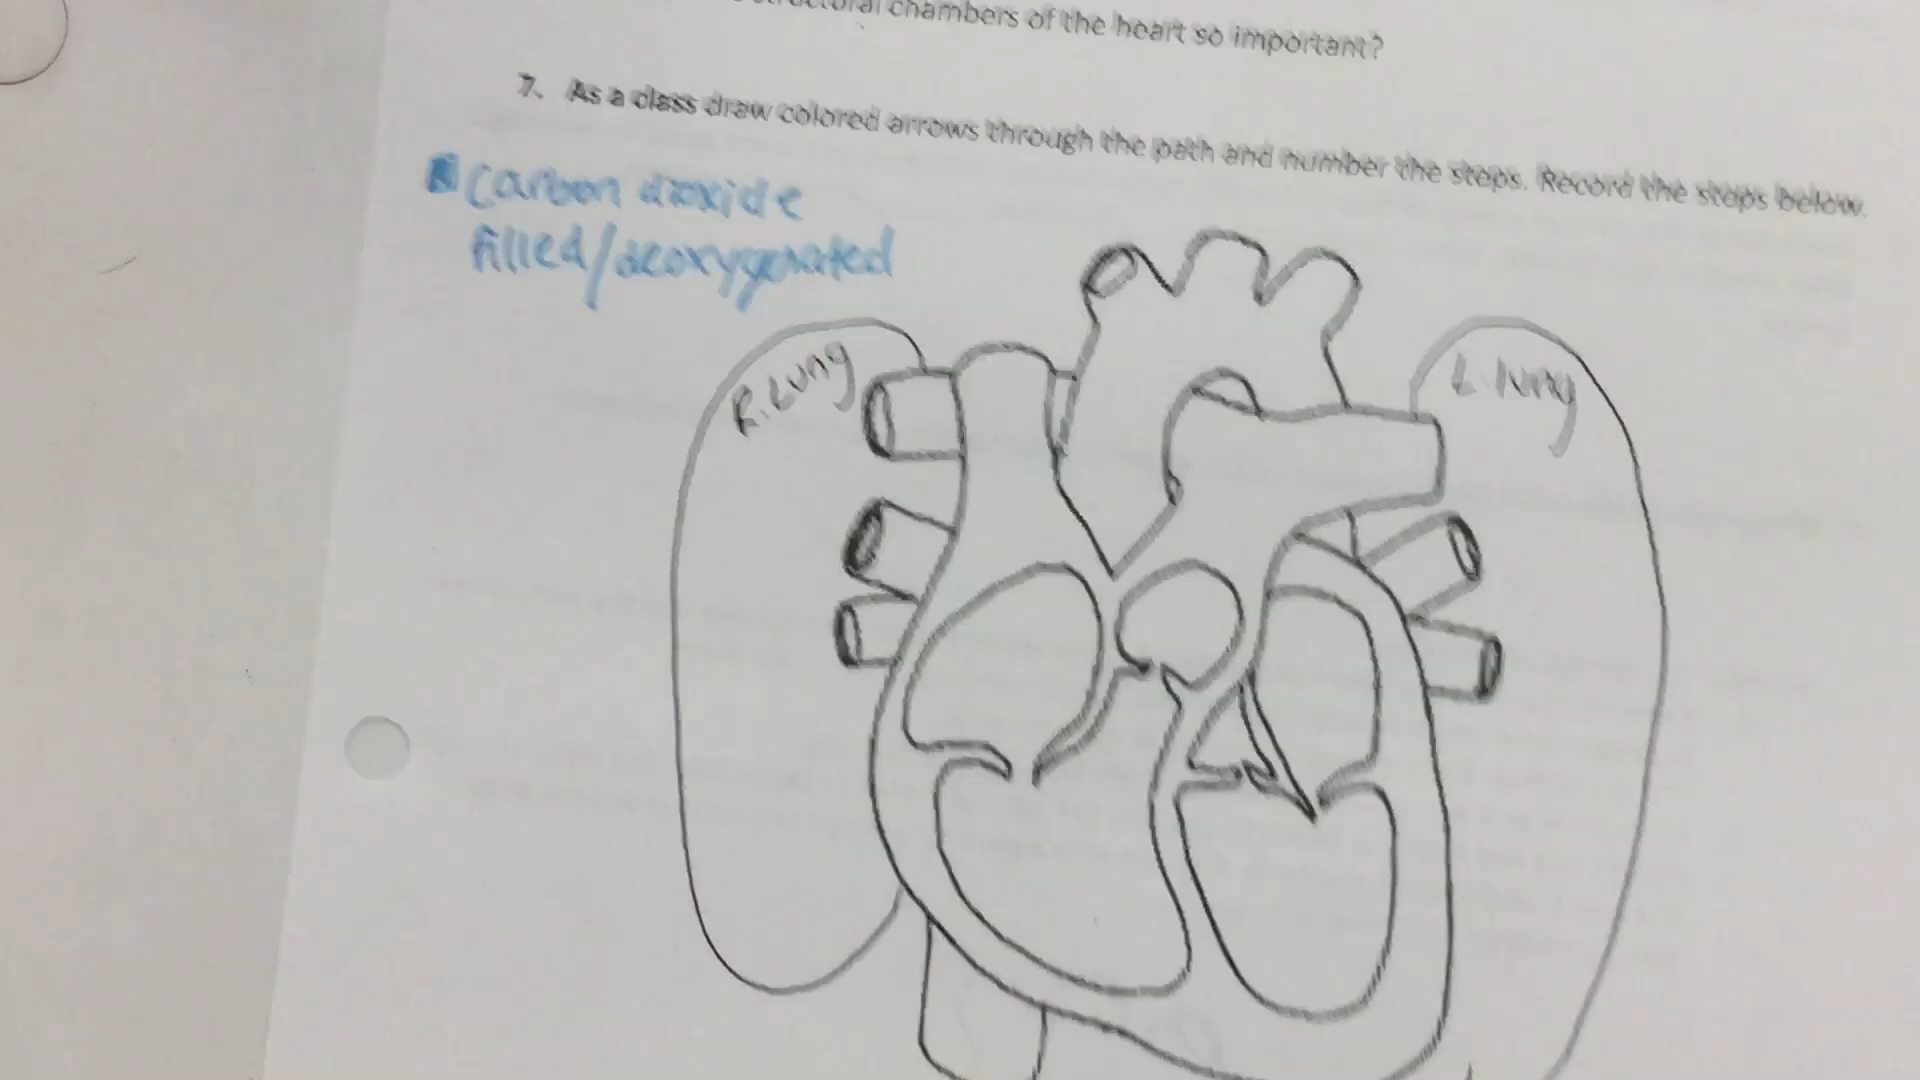 structural chambers of the heart so important?
7. As a class draw colored arrows through the path and number the steps. Record the steps below.
Carbon dioxide
filled/deoxygenated
R. Lung
L. lung